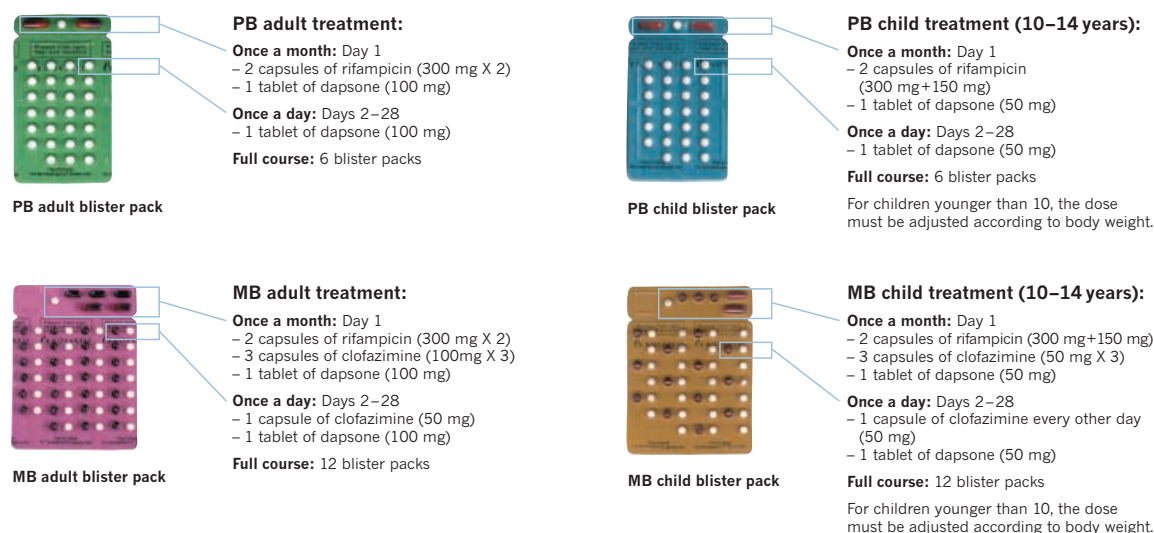 PB adult treatment:
Once a month: Day 1
– 2 capsules of rifampicin (300 mg X 2)
– 1 tablet of dapsone (100 mg)
Once a day: Days 2–28
– 1 tablet of dapsone (100 mg)
Full course: 6 blister packs
PB adult blister pack
PB child treatment (10–14 years):
Once a month: Day 1
– 2 capsules of rifampicin
(300 mg+150 mg)
– 1 tablet of dapsone (50 mg)
Once a day: Days 2–28
– 1 tablet of dapsone (50 mg)
Full course: 6 blister packs
For children younger than 10, the dose
must be adjusted according to body weight.
PB child blister pack
MB adult treatment:
Once a month: Day 1
– 2 capsules of rifampicin (300 mg X 2)
– 3 capsules of clofazimine (100mg X 3)
– 1 tablet of dapsone (100 mg)
Once a day: Days 2–28
– 1 capsule of clofazimine (50 mg)
– 1 tablet of dapsone (100 mg)
Full course: 12 blister packs
MB adult blister pack
MB child treatment (10–14 years):
Once a month: Day 1
– 2 capsules of rifampicin (300 mg+150 mg)
– 3 capsules of clofazimine (50 mg X 3)
– 1 tablet of dapsone (50 mg)
Once a day: Days 2–28
– 1 capsule of clofazimine every other day
(50 mg)
– 1 tablet of dapsone (50 mg)
Full course: 12 blister packs
For children younger than 10, the dose
must be adjusted according to body weight.
MB child blister pack